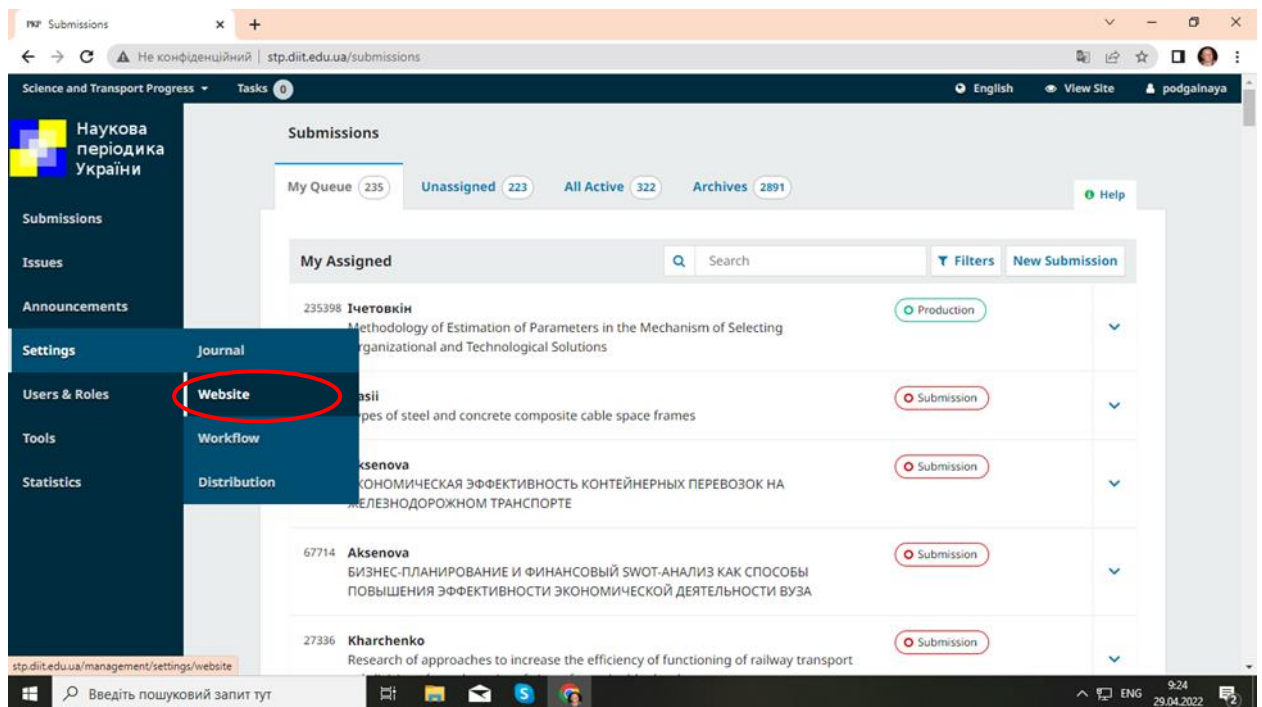 Submissions
Не конфіденційний | stp.diit.edu.ua/submissions
Science and Transport Progress Tasks 0 English View Site podgalnaya
Наукова
періодика
України
Submissions
Issues
Announcements
Settings
Users & Roles
Tools
Statistics
Journal
Website
Workflow
Distribution
Submissions
My Queue 235 Unassigned 223 All Active 322 Archives 2891
Help
My Assigned Search Filters New Submission
235398 Ічетовкін Production
Methodology of Estimation of Parameters in the Mechanism of Selecting
rganizational and Technological Solutions
asii Submission
pes of steel and concrete composite cable space frames
ksenova Submission
КОНОМИЧЕСКАЯ ЭФФЕКТИВНОСТЬ КОНТЕЙНЕРНЫХ ПЕРЕВОЗОК НА
ЖЕЛЕЗНОДОРОЖНОМ ТРАНСПОРТЕ
67714 Aksenova Submission
БИЗНЕС-ПЛАНИРОВАНИЕ И ФИНАНСОВЫЙ SWOT-АНАЛИЗ КАК СПОСОБЫ
ПОВЫШЕНИЯ ЭФФЕКТИВНОСТИ ЭКОНОМИЧЕСКОЙ ДЕЯТЕЛЬНОСТИ ВУЗА
27336 Kharchenko Submission
Research of approaches to increase the efficiency of functioning of railway transport
stp.diit.edu.ua/management/settings/website
Введіть пошуковий запит тут
ENG
9:24
29.04.2022
2